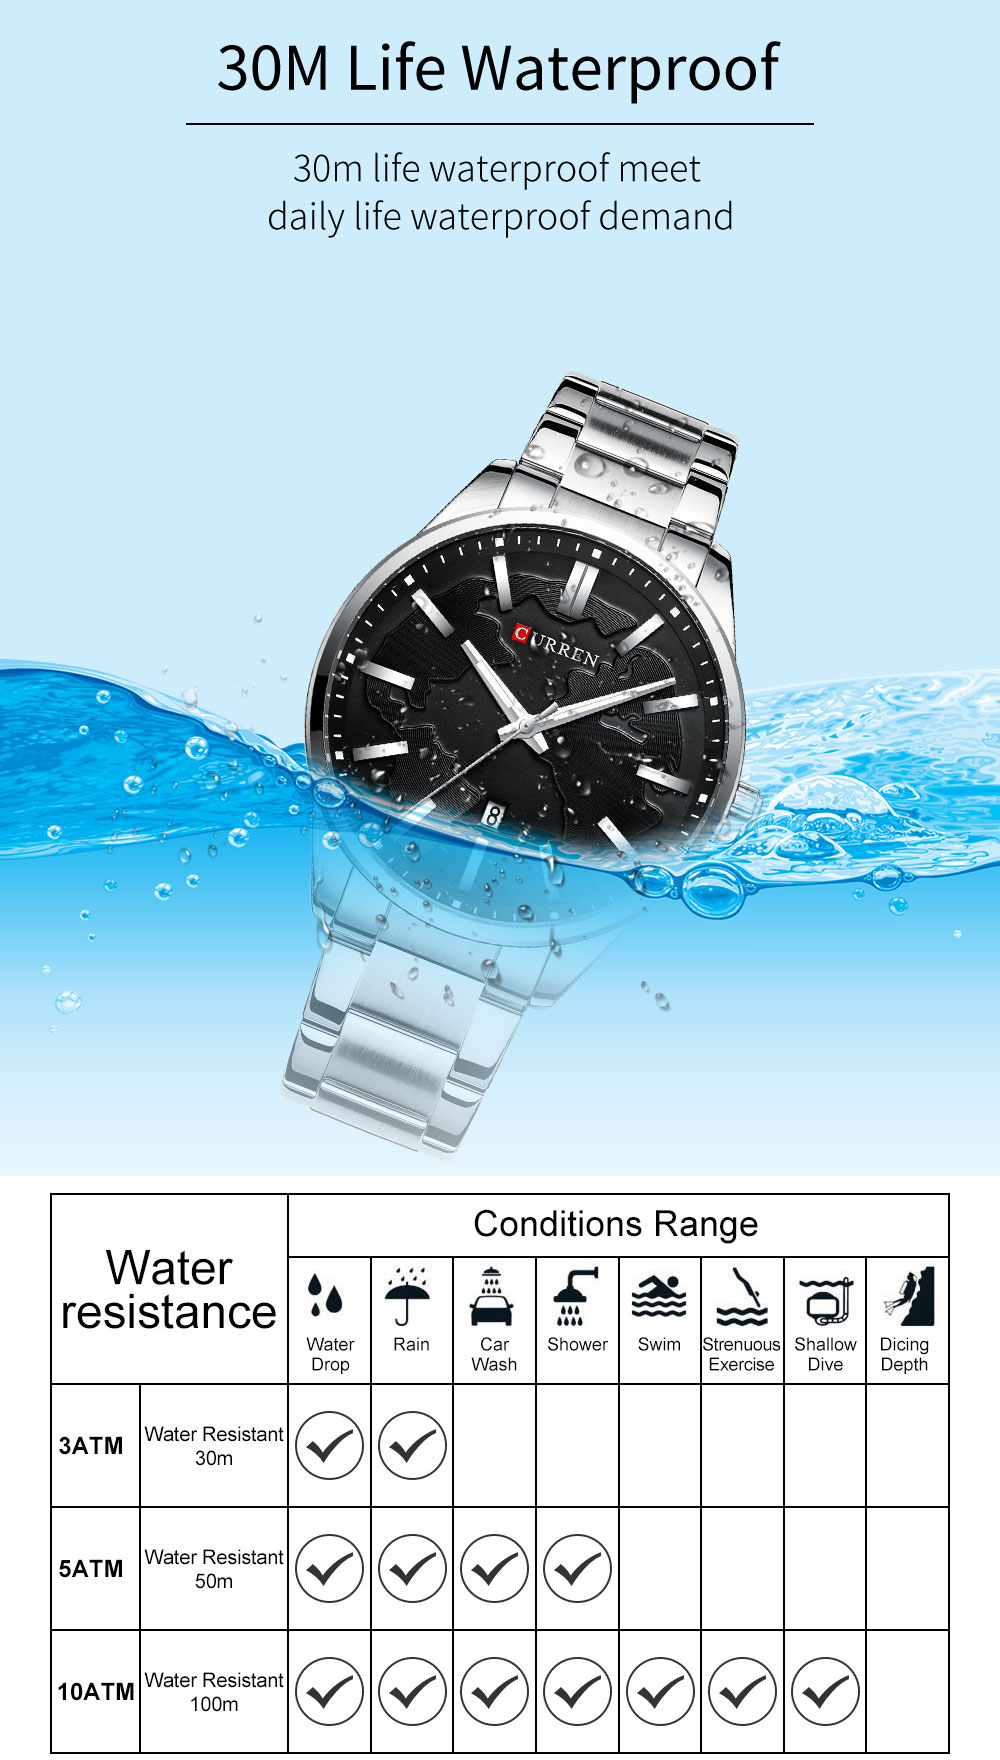 30M Life Waterproof
30m life waterproof meet
daily life waterproof demand
CURREN
8
Water
resistance
Conditions Range
Water
Drop
Rain
Car
Wash
Shower
Swim
Strenuous
Exercise
Shallow
Dive
Dicing
Depth
3ATM
Water Resistant
30m
5ATM
Water Resistant
50m
10ATM
Water Resistant
100m